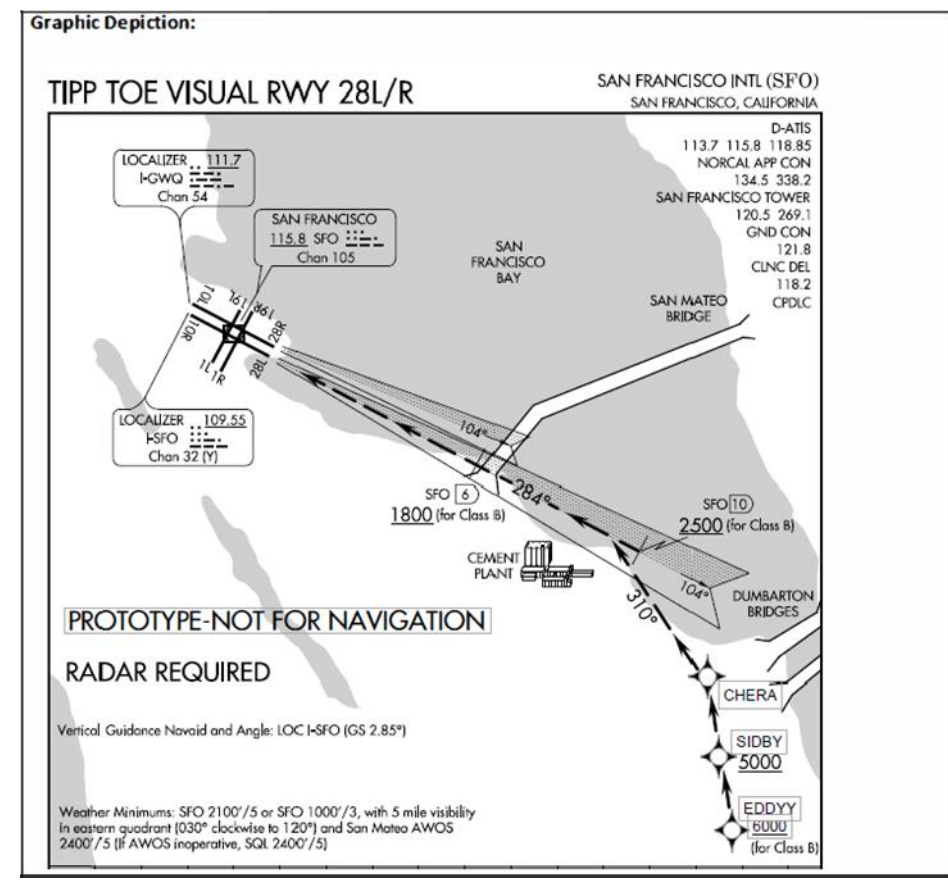 Graphic Depiction:
TIPP TOE VISUAL RWY 28L/R
SAN FRANCISCO INTL (SFO)
SAN FRANCISCO, CALIFORNIA
D-ATIS
113.7 115.8 118.85
NORCAL APP CON
134.5 338.2
SAN FRANCISCO TOWER
120.5 269.1
GND CON
121.8
CLNC DEL
118.2
CPDLC
LOCALIZER 111.7
I-GWQ
Chan 54
SAN FRANCISCO
115.8 SFO
Chan 105
SAN
FRANCISCO
BAY
SAN MATEO
BRIDGE
10L
19L
19R
28R
10R
1L
1R
28L
LOCALIZER 109.55
I-SFO
Chan 32 (Y)
104°
SFO 6
1800 (for Class B)
284°
SFO 10
2500 (for Class B)
CEMENT
PLANT
104°
310°
DUMBARTON
BRIDGES
PROTOTYPE-NOT FOR NAVIGATION
RADAR REQUIRED
CHERA
Vertical Guidance Navaid and Angle: LOC I-SFO (GS 2.85°)
SIDBY
5000
EDDYY
6000
(for Class B)
Weather Minimums: SFO 2100'/5 or SFO 1000'/3, with 5 mile visibility
in eastern quadrant (030° clockwise to 120°) and San Mateo AWOS
2400'/5 (If AWOS inoperative, SQL 2400'/5)